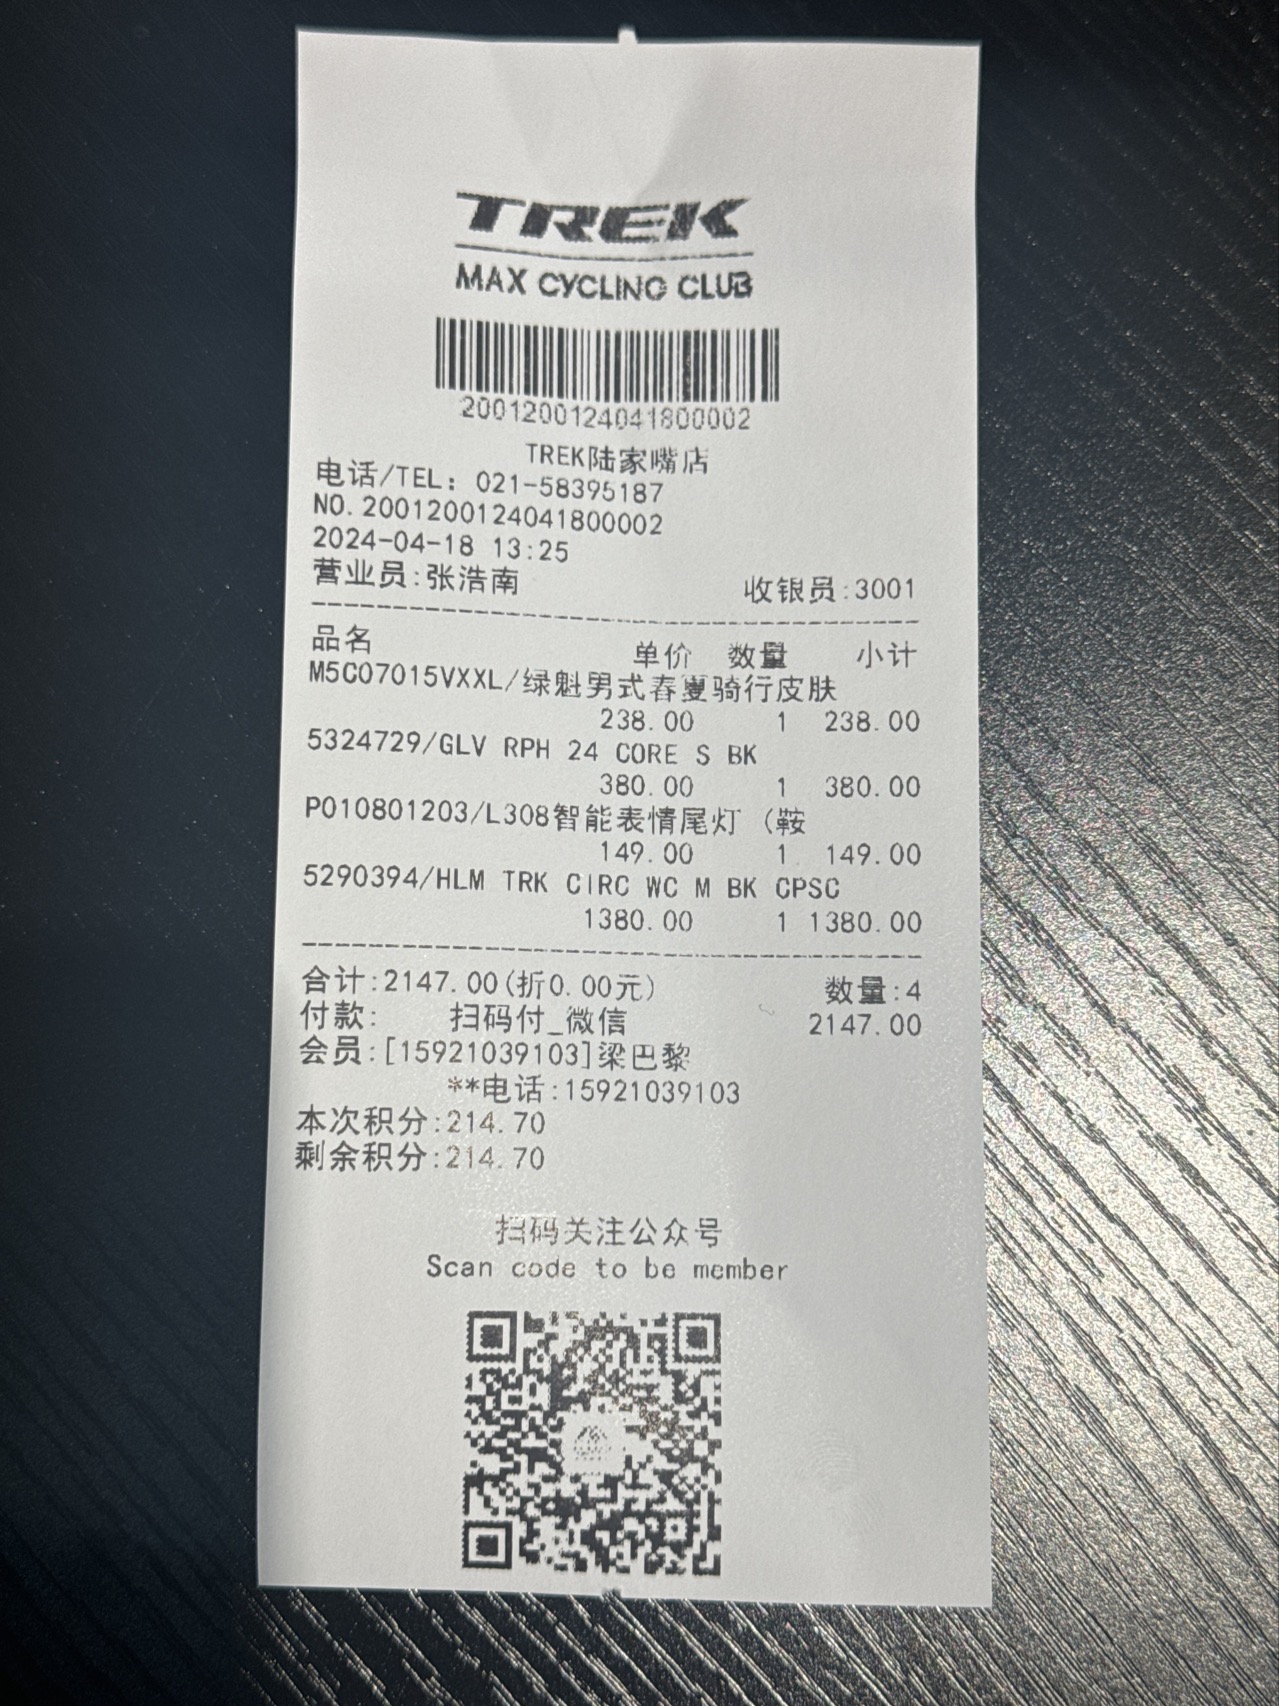 TREK
MAX CYCLING CLUB
2001200124041800002
TREK陆家嘴店
电话/TEL: 021-58395187
NO.2001200124041800002
2024-04-18 13:25
营业员:张浩南 收银员:3001
品名 单价 数量 小计
M5C07015VXXL/绿魁男式春夏骑行皮肤
238.00 1 238.00
5324729/GLV RPH 24 CORE S BK
380.00 1 380.00
P010801203/L308智能表情尾灯（鞍
149.00 1 149.00
5290394/HLM TRK CIRC WC M BK CPSC
1380.00 1 1380.00
合计:2147.00(折0.00元) 数量:4
付款: 扫码付_微信 2147.00
会员:[15921039103]梁巴黎
**电话:15921039103
本次积分:214.70
剩余积分:214.70
扫码关注公众号
Scan code to be member